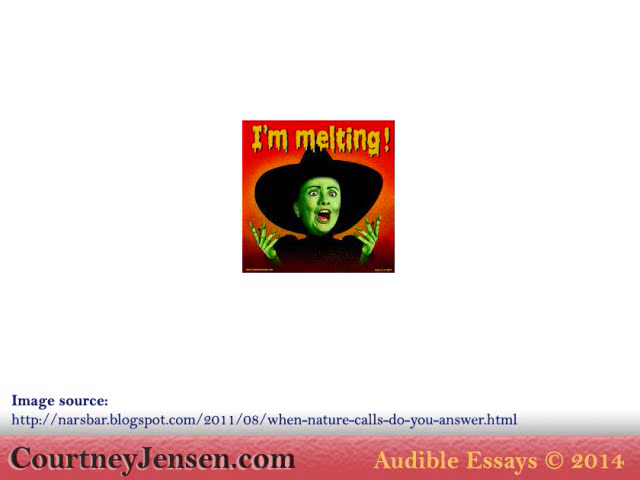 I'm melting!
Image source:
http://narsbar.blogspot.com/2011/08/when-nature-calls-do-you-answer.html
CourtneyJensen.com
Audible Essays © 2014